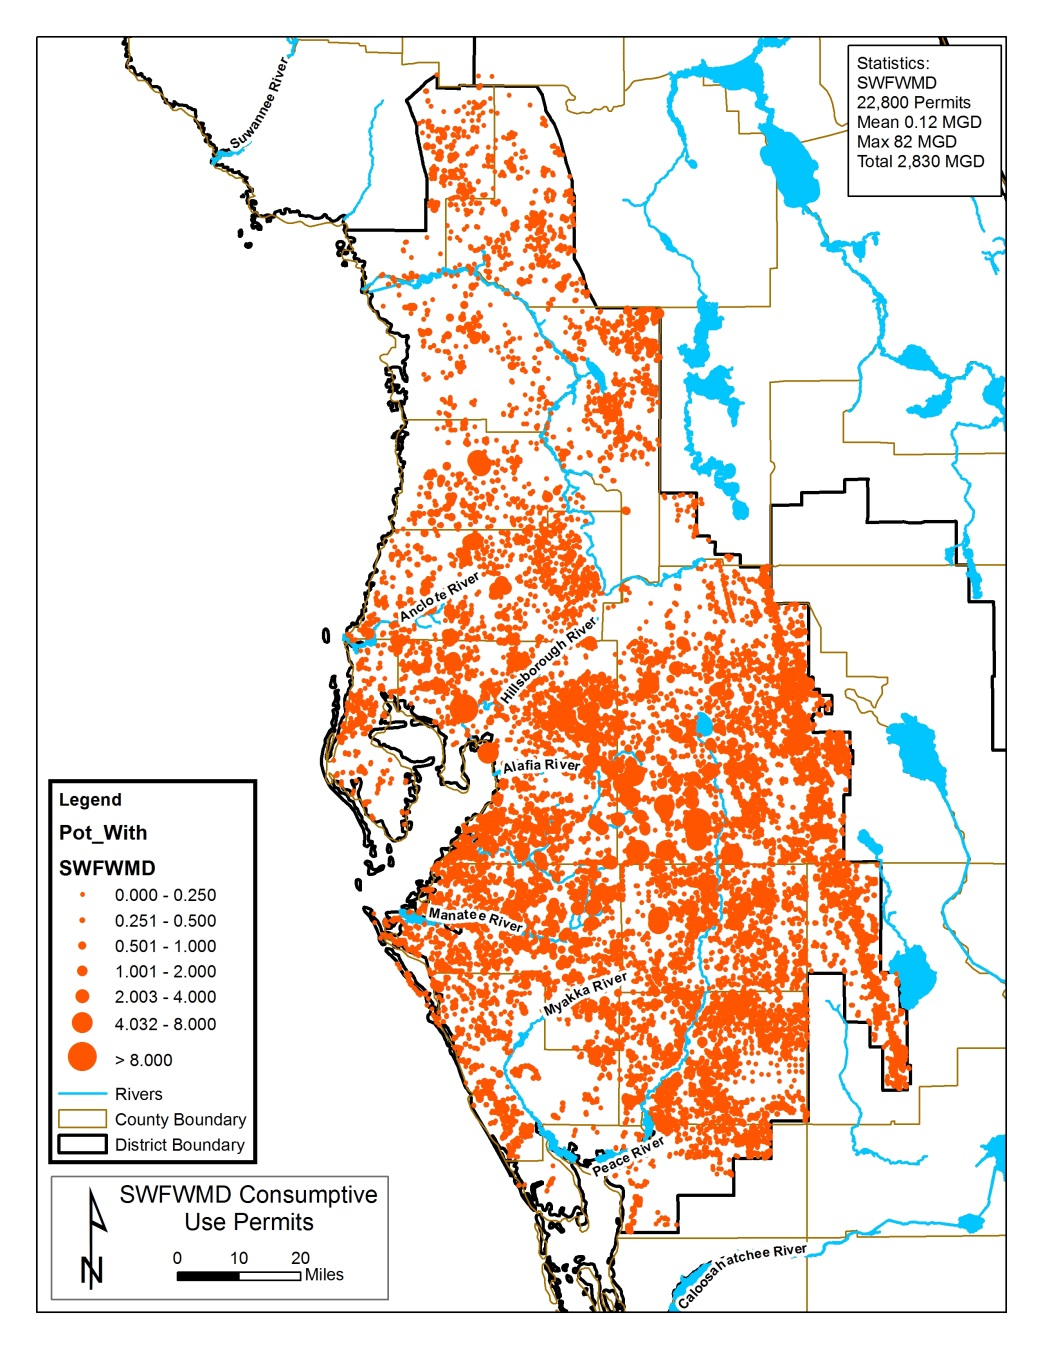 Statistics:
SWFWMD
22,800 Permits
Mean 0.12 MGD
Max 82 MGD
Total 2,830 MGD
Suwannee River
Anclote River
Hillsborough River
Alafia River
Manatee River
Myakka River
Peace River
Caloosahatchee River
Legend
Pot_With
SWFWMD
0.000 - 0.250
0.251 - 0.500
0.501 - 1.000
1.001 - 2.000
2.003 - 4.000
4.032 - 8.000
> 8.000
Rivers
County Boundary
District Boundary
SWFWMD Consumptive
Use Permits
N
0 10 20
Miles